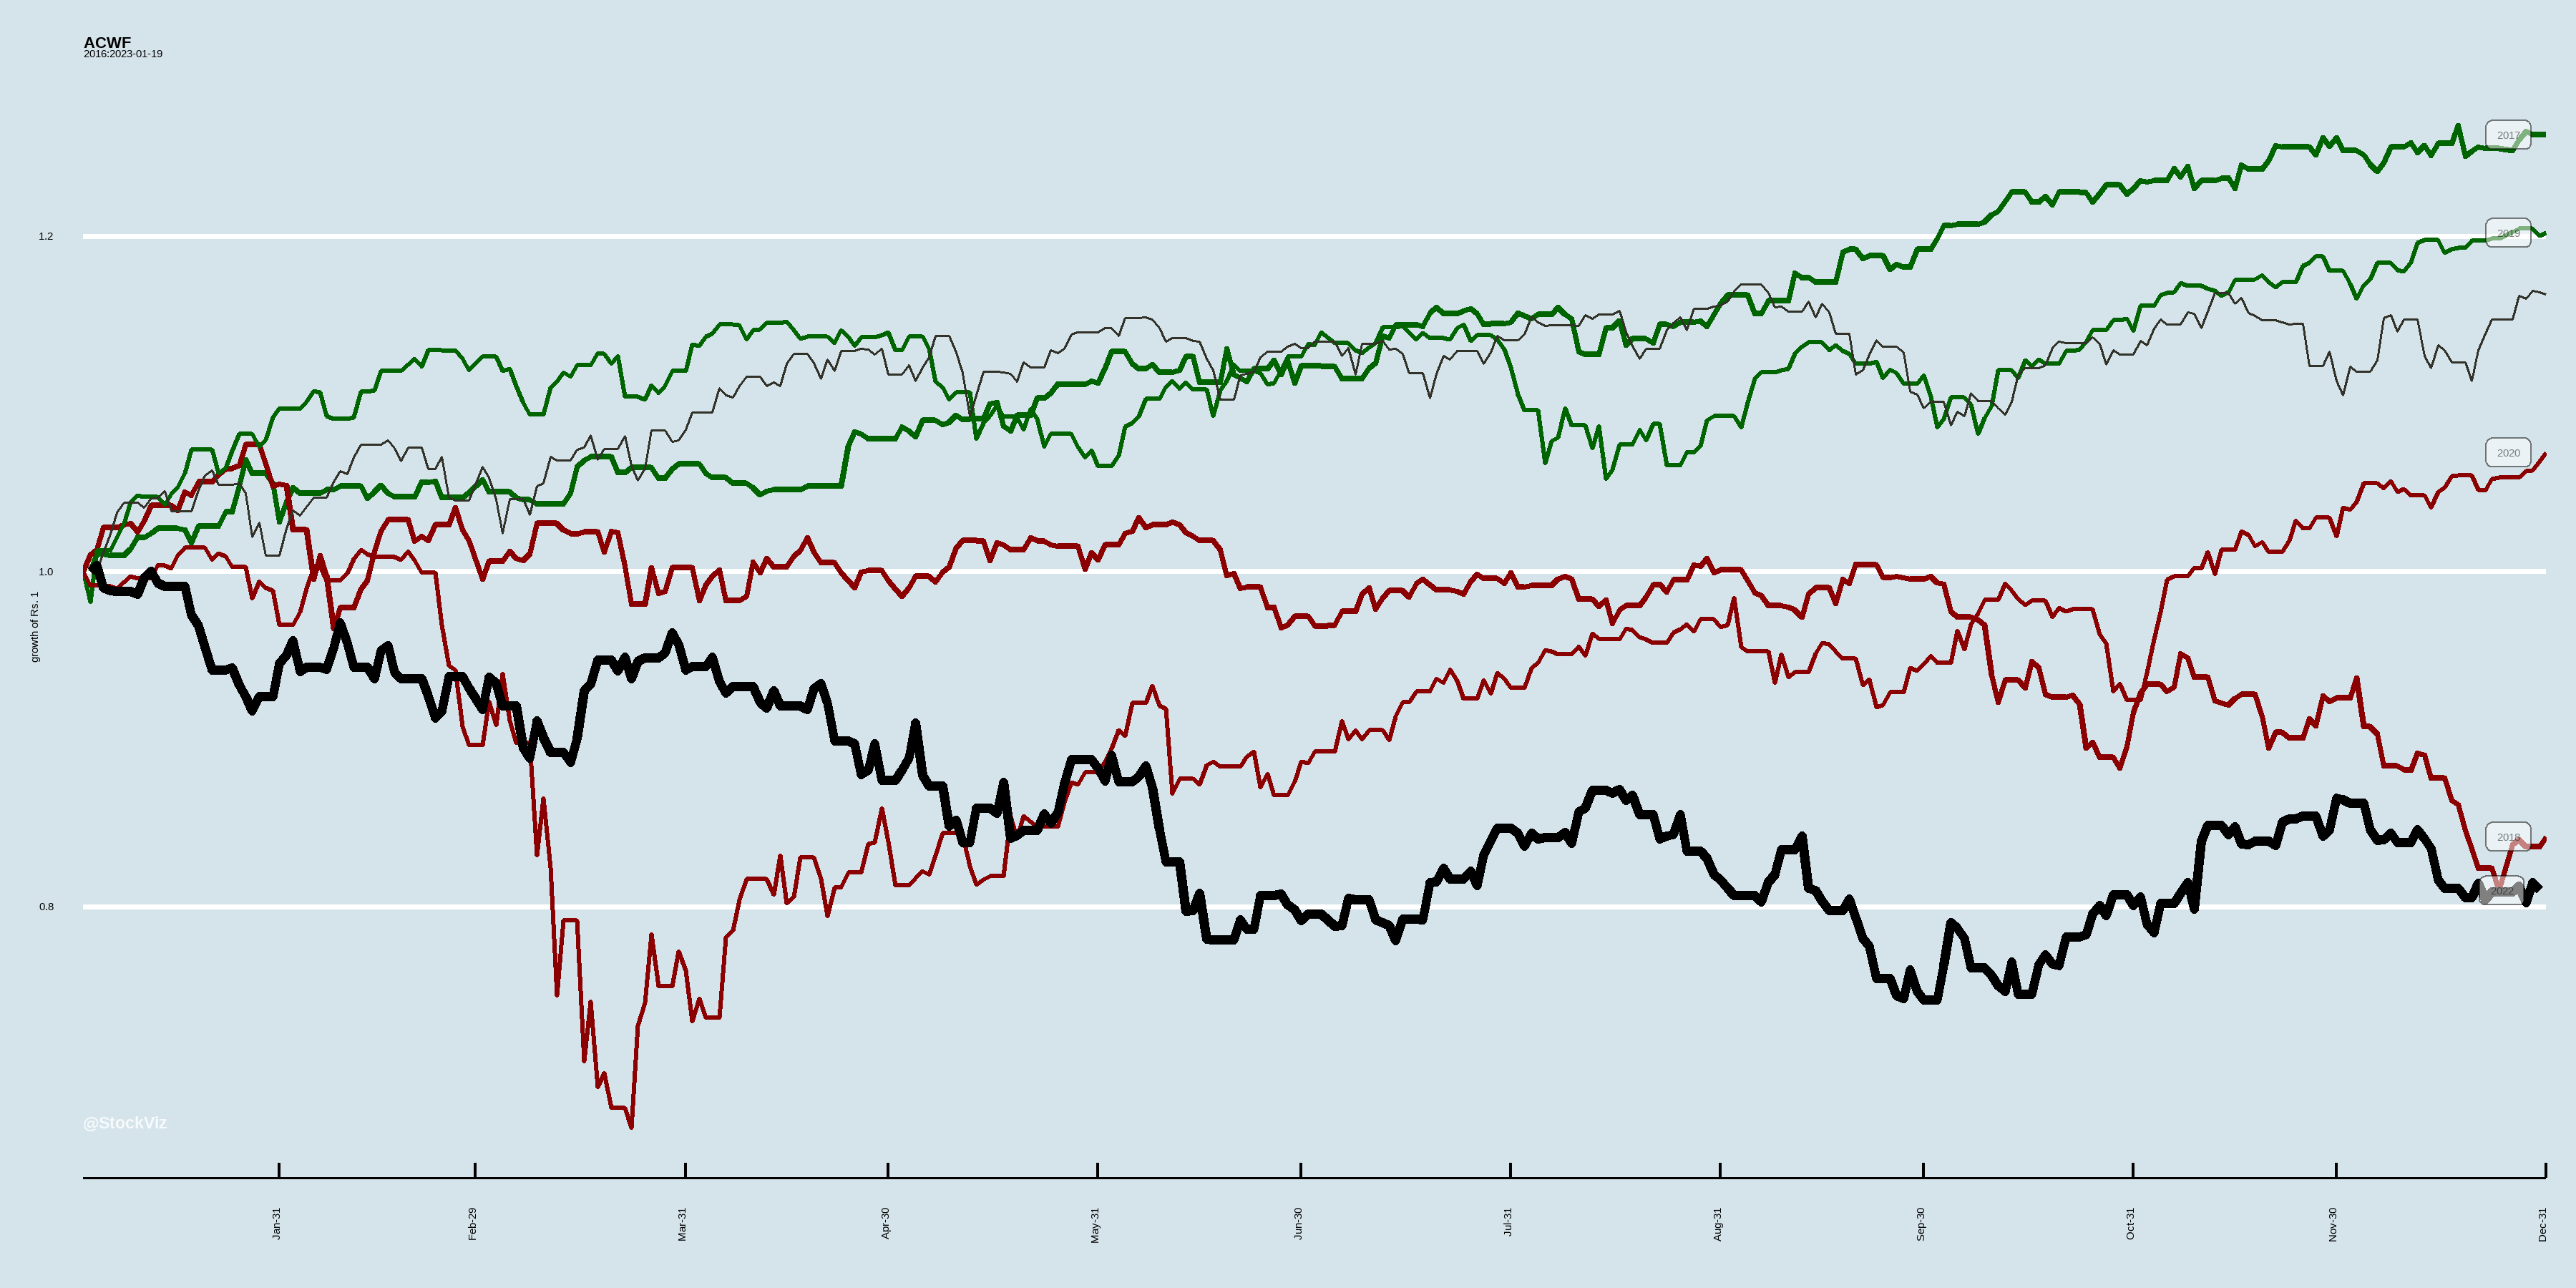 ACWF
2016:2023-01-19
2017
1.2
2019
2020
1.0
growth of Rs. 1
2018
2022
0.8
@StockViz
Jan-31
Feb-29
Mar-31
Apr-30
May-31
Jun-30
Jul-31
Aug-31
Sep-30
Oct-31
Nov-30
Dec-31